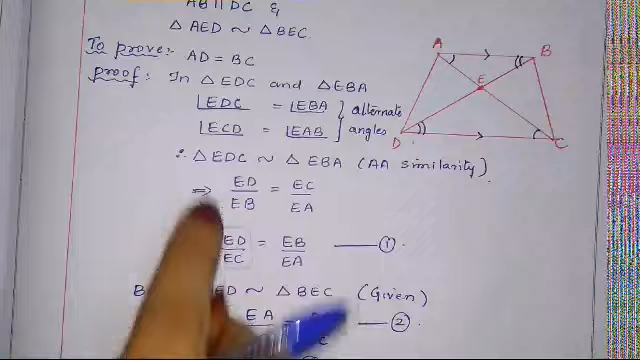 AB || DC &
△ AED ~ △ BEC.
To prove: AD = BC
proof: In △ EDC and △ EBA
∠EDC = ∠EBA } alternate
∠ECD = ∠EAB } angles
∴ △ EDC ~ △ EBA (AA similarity)
⇒ ED/EB = EC/EA
ED/EC = EB/EA —— ①.
△ BEC (Given)
EA —— ②.
A
B
E
D
C